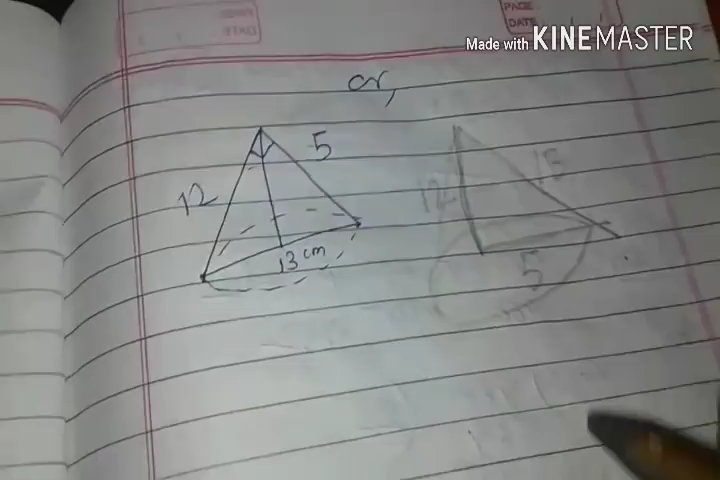 PAGE
DATE
Made with KINEMASTER
or,
5
12
13 cm
12
13
5